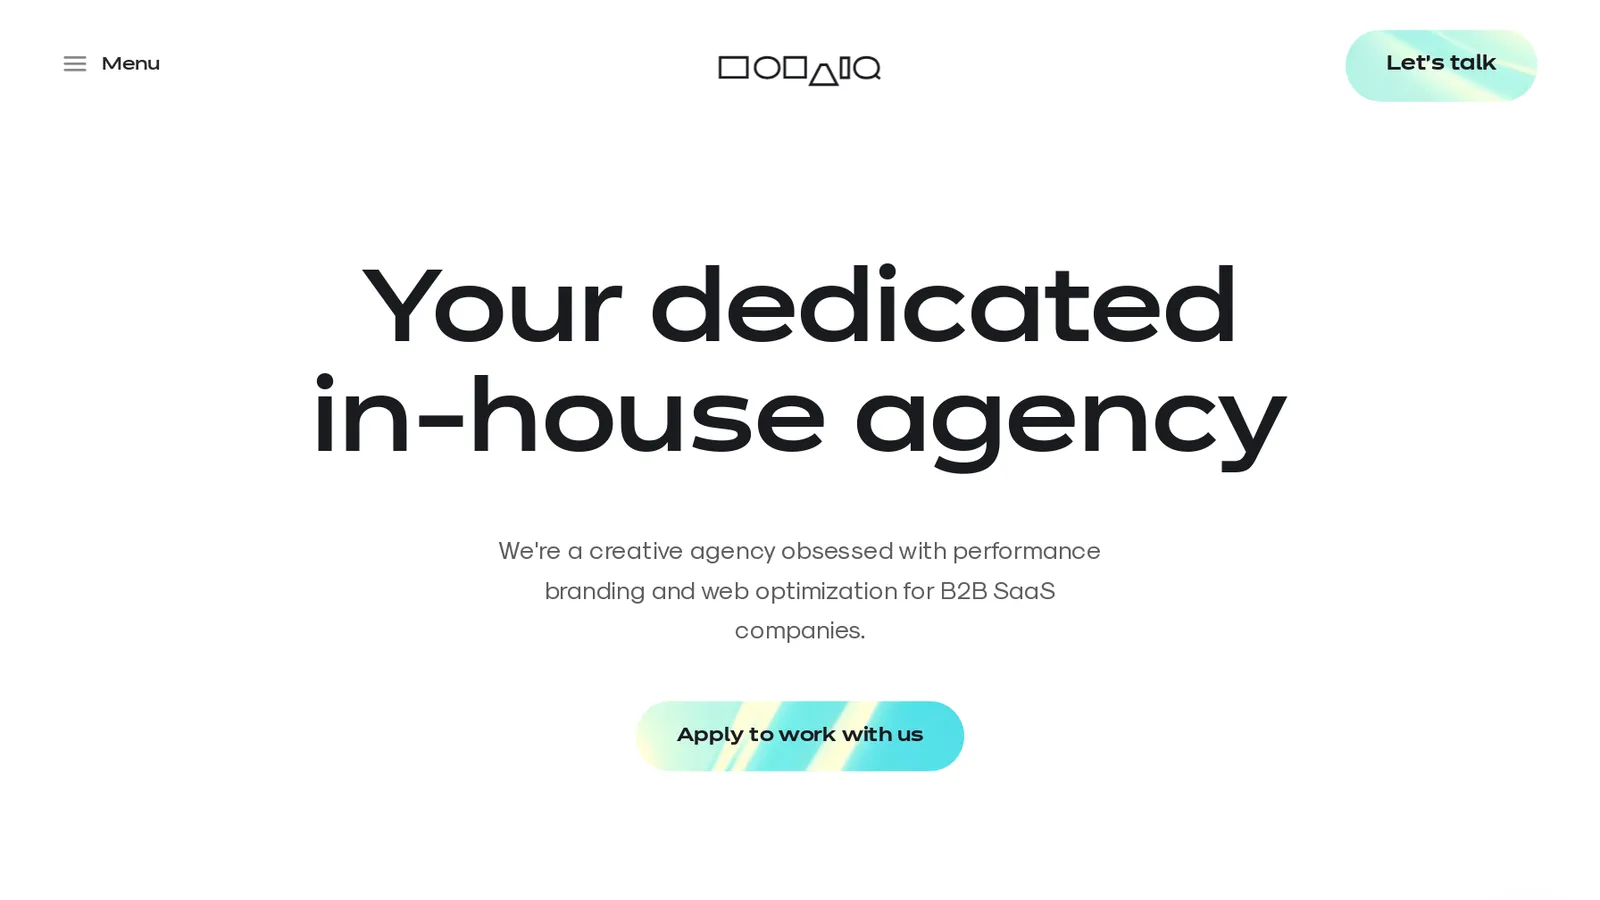 Menu
Let's talk
Your dedicated
in-house agency
We're a creative agency obsessed with performance
branding and web optimization for B2B SaaS
companies.
Apply to work with us